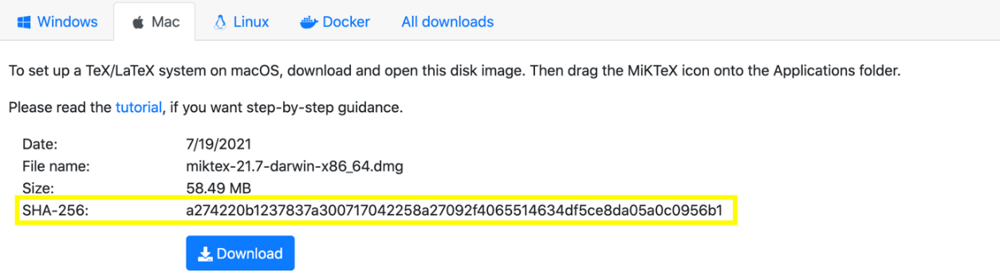 Windows Mac Linux Docker All downloads
To set up a TeX/LaTeX system on macOS, download and open this disk image. Then drag the MiKTeX icon onto the Applications folder.
Please read the tutorial, if you want step-by-step guidance.
Date: 7/19/2021
File name: miktex-21.7-darwin-x86_64.dmg
Size: 58.49 MB
SHA-256: a274220b1237837a300717042258a27092f4065514634df5ce8da05a0c0956b1
Download